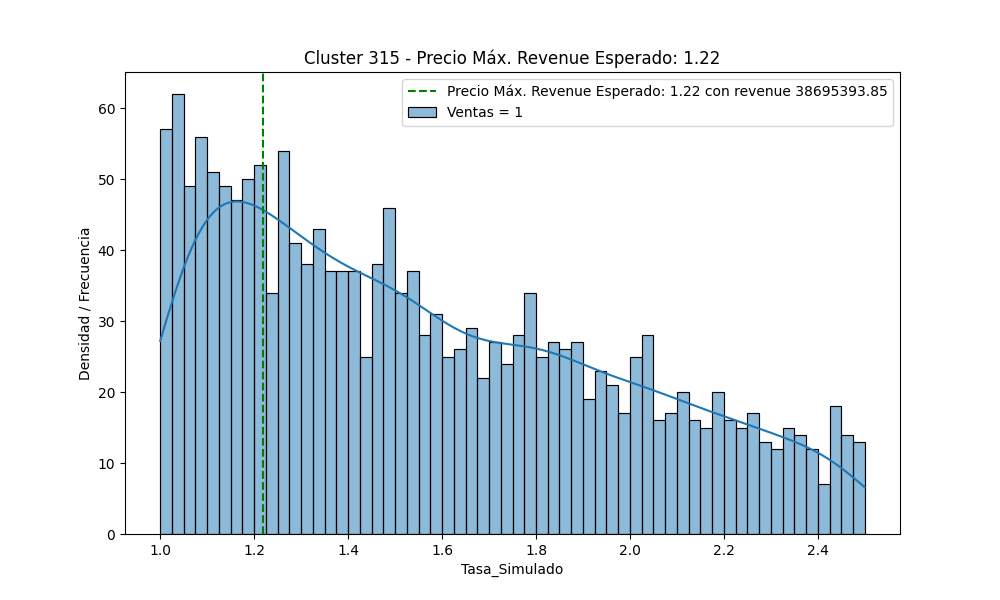 Cluster 315 - Precio Máx. Revenue Esperado: 1.22
Precio Máx. Revenue Esperado: 1.22 con revenue 38695393.85
Ventas = 1
Densidad / Frecuencia
60
50
40
30
20
10
0
1.0 1.2 1.4 1.6 1.8 2.0 2.2 2.4
Tasa_Simulado